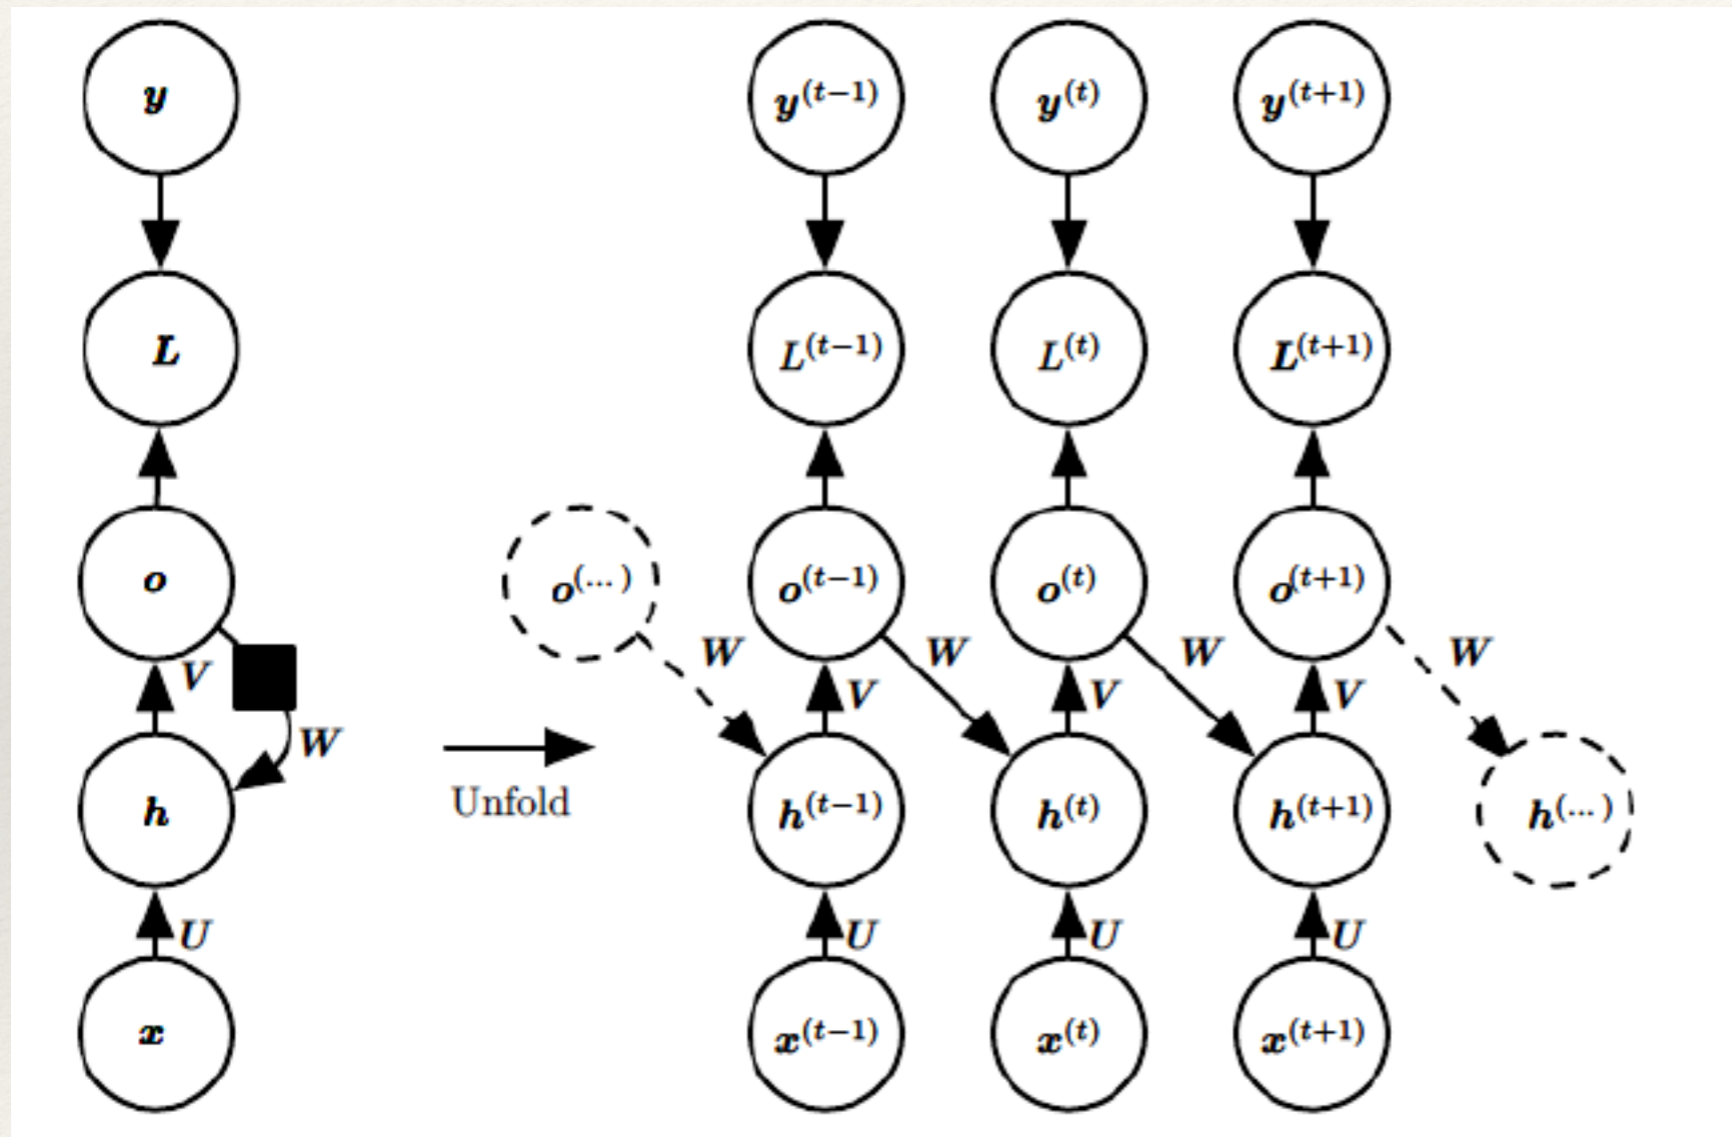 y y^(t−1) y^(t) y^(t+1)
L L^(t−1) L^(t) L^(t+1)
o o^(...) o^(t−1) o^(t) o^(t+1)
V W W W W
W V V V
Unfold
h h^(t−1) h^(t) h^(t+1) h^(...)
U U U U
x x^(t−1) x^(t) x^(t+1)